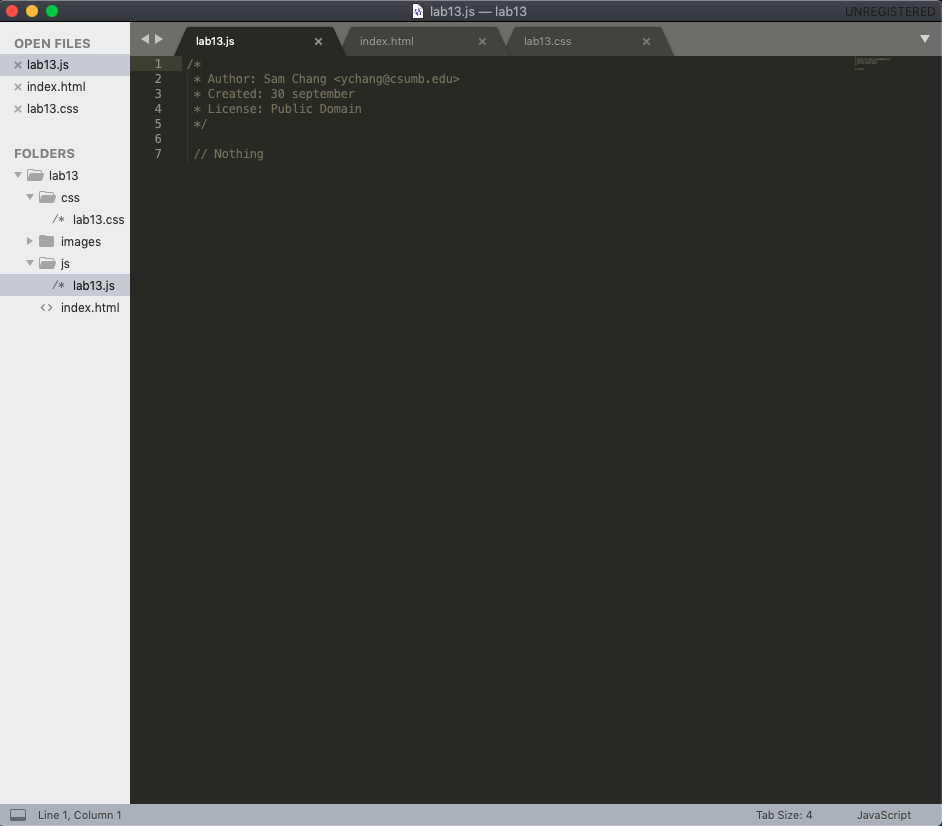 lab13.js — lab13
UNREGISTERED
OPEN FILES
lab13.js
index.html
lab13.css
FOLDERS
lab13
css
/* lab13.css
images
js
/* lab13.js
<> index.html
lab13.js
index.html
lab13.css
1 /*
2 * Author: Sam Chang <ychang@csumb.edu>
3 * Created: 30 september
4 * License: Public Domain
5 */
6
7 // Nothing
Line 1, Column 1
Tab Size: 4
JavaScript